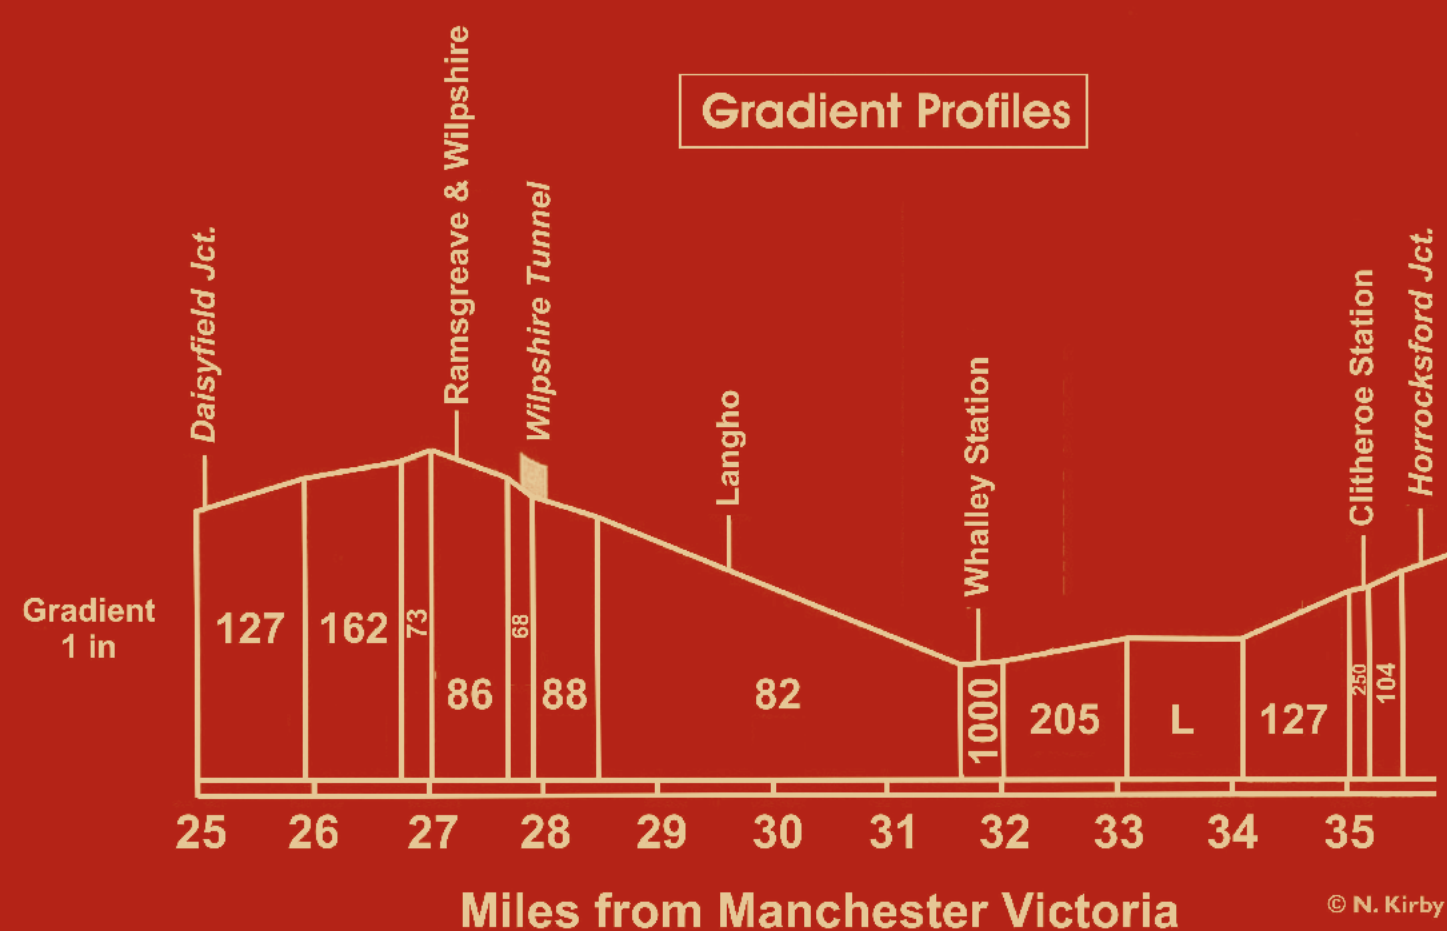 Gradient Profiles
Daisyfield Jct.
Ramsgreave & Wilpshire
Wilpshire Tunnel
Langho
Whalley Station
Clitheroe Station
Horrocksford Jct.
Gradient
1 in
127 162 73 86 68 88 82 1000 205 L 127 250 104
25 26 27 28 29 30 31 32 33 34 35
Miles from Manchester Victoria
© N. Kirby